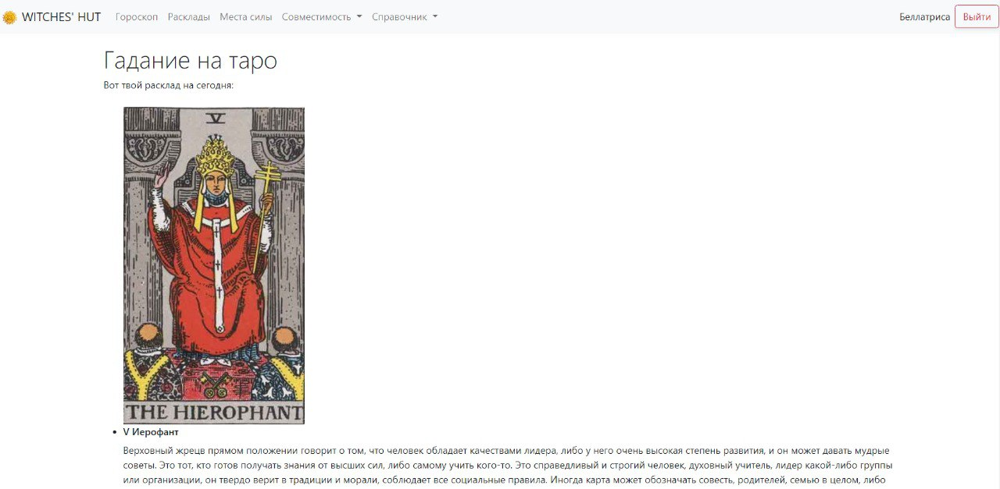 WITCHES' HUT Гороскоп Расклады Места силы Совместимость Справочник Беллатриса Выйти
Гадание на таро
Вот твой расклад на сегодня:
V
THE HIEROPHANT
• V Иерофант
Верховный жрецв прямом положении говорит о том, что человек обладает качествами лидера, либо у него очень высокая степень развития, и он может давать мудрые
советы. Это тот, кто готов получать знания от высших сил, либо самому учить кого-то. Это справедливый и строгий человек, духовный учитель, лидер какой-либо группы
или организации, он твердо верит в традиции и морали, соблюдает все социальные правила. Иногда карта может обозначать совесть, родителей, семью в целом, либо